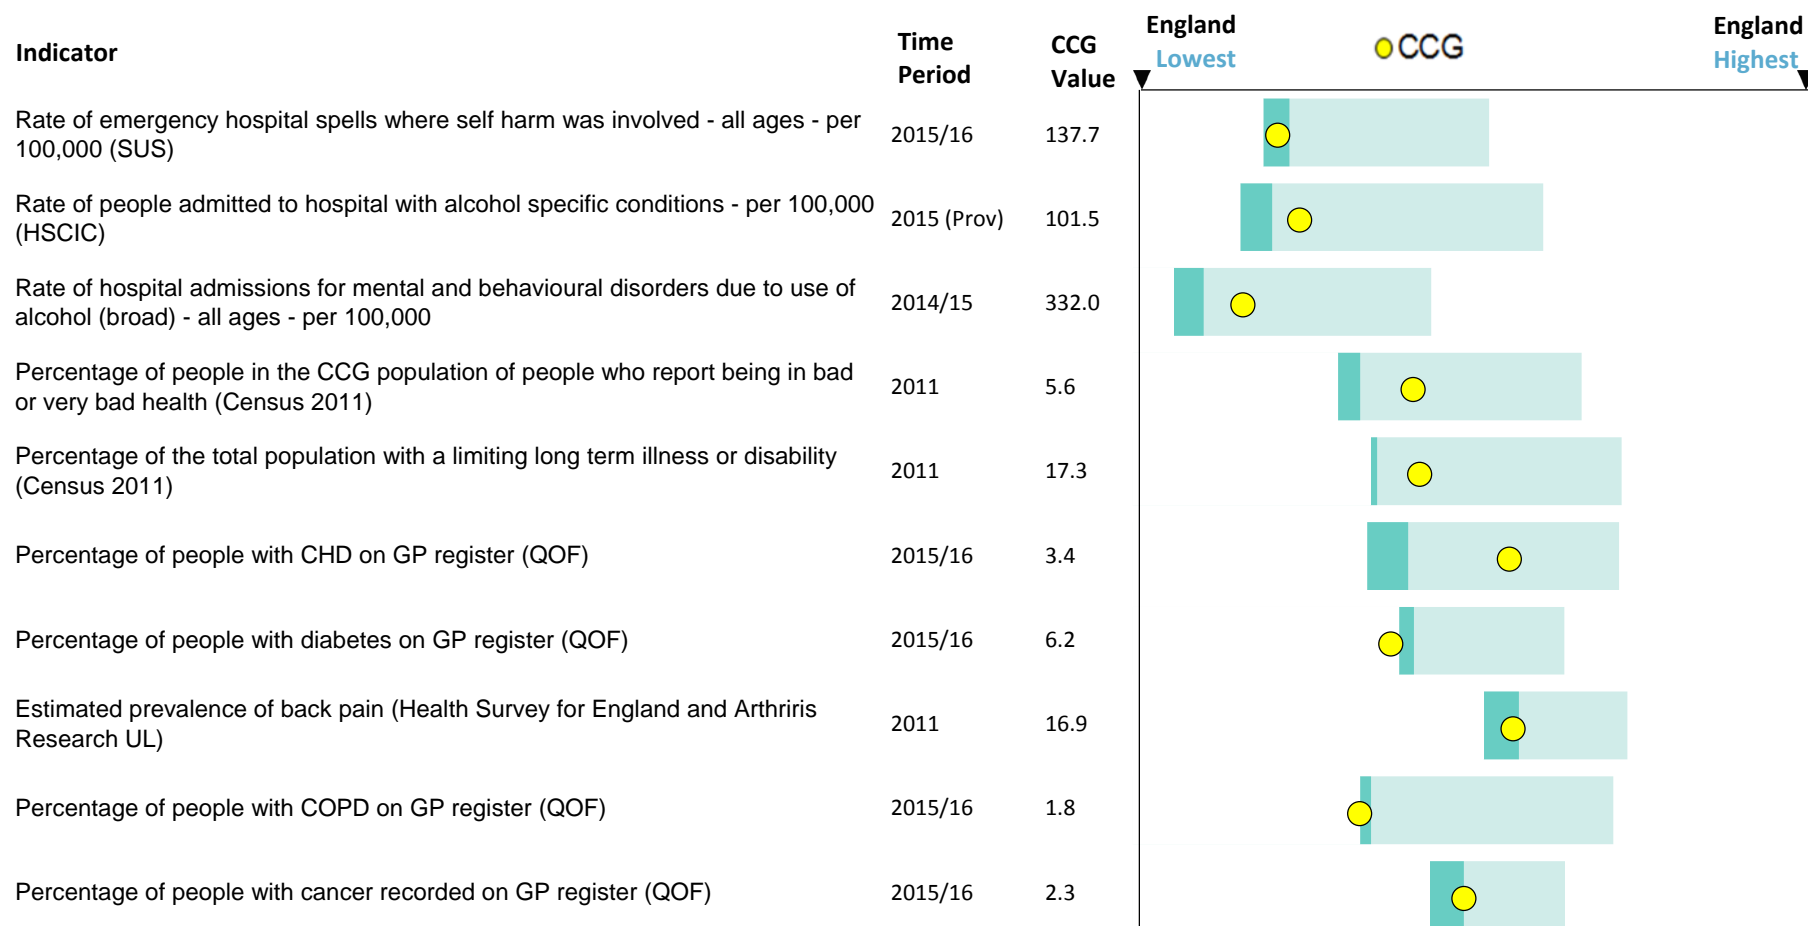 Indicator
Time
Period
CCG
Value
England
Lowest
CCG
England
Highest
Rate of emergency hospital spells where self harm was involved - all ages - per
100,000 (SUS)
2015/16
137.7
Rate of people admitted to hospital with alcohol specific conditions - per 100,000
(HSCIC)
2015 (Prov)
101.5
Rate of hospital admissions for mental and behavioural disorders due to use of
alcohol (broad) - all ages - per 100,000
2014/15
332.0
Percentage of people in the CCG population of people who report being in bad
or very bad health (Census 2011)
2011
5.6
Percentage of the total population with a limiting long term illness or disability
(Census 2011)
2011
17.3
Percentage of people with CHD on GP register (QOF)
2015/16
3.4
Percentage of people with diabetes on GP register (QOF)
2015/16
6.2
Estimated prevalence of back pain (Health Survey for England and Arthriris
Research UL)
2011
16.9
Percentage of people with COPD on GP register (QOF)
2015/16
1.8
Percentage of people with cancer recorded on GP register (QOF)
2015/16
2.3